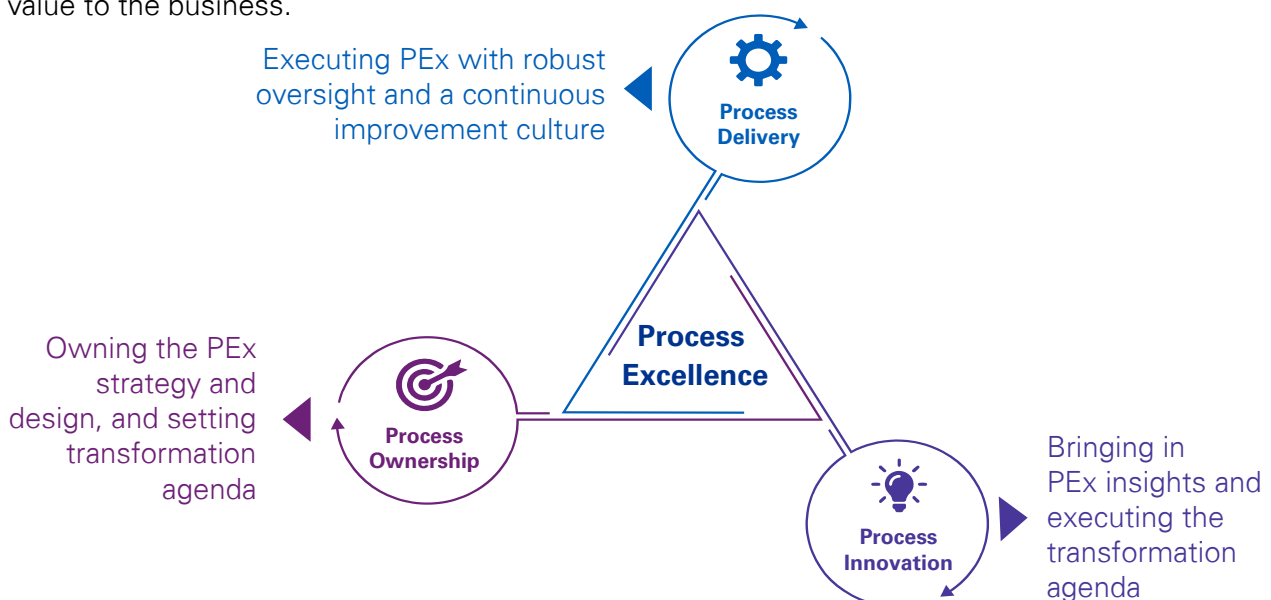 value to the business.
Executing PEx with robust
oversight and a continuous
improvement culture
Process
Delivery
Process
Excellence
Owning the PEx
strategy and
design, and setting
transformation
agenda
Process
Ownership
Process
Innovation
Bringing in
PEx insights and
executing the
transformation
agenda